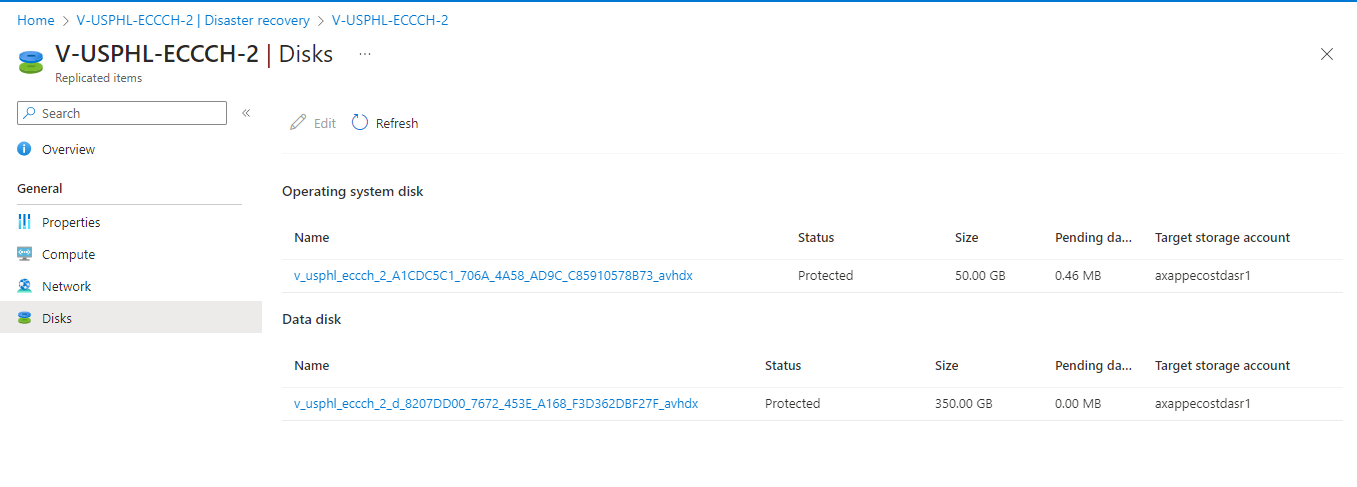 Home > V-USPHL-ECCCH-2 | Disaster recovery > V-USPHL-ECCCH-2
V-USPHL-ECCCH-2 | Disks ...
Replicated items
Search
«
Edit Refresh
Overview
General
Properties
Compute
Network
Disks
Operating system disk
Name Status Size Pending da... Target storage account
v_usphl_eccch_2_A1CDC5C1_706A_4A58_AD9C_C85910578B73_avhdx Protected 50.00 GB 0.46 MB axappecostdasr1
Data disk
Name Status Size Pending da... Target storage account
v_usphl_eccch_2_d_8207DD00_7672_453E_A168_F3D362DBF27F_avhdx Protected 350.00 GB 0.00 MB axappecostdasr1